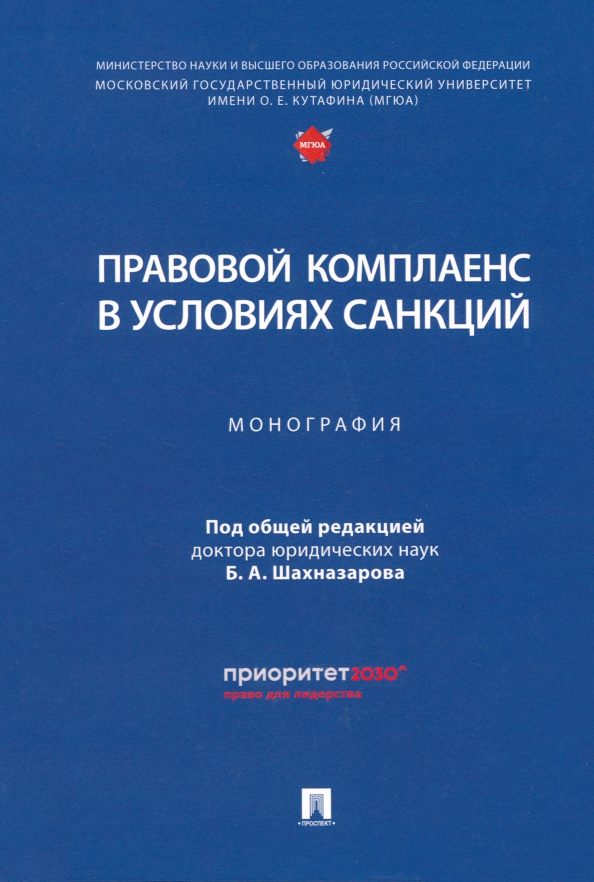 МИНИСТЕРСТВО НАУКИ И ВЫСШЕГО ОБРАЗОВАНИЯ РОССИЙСКОЙ ФЕДЕРАЦИИ
МОСКОВСКИЙ ГОСУДАРСТВЕННЫЙ ЮРИДИЧЕСКИЙ УНИВЕРСИТЕТ
ИМЕНИ О. Е. КУТАФИНА (МГЮА)
МГЮА
ПРАВОВОЙ КОМПЛАЕНС
В УСЛОВИЯХ САНКЦИЙ
МОНОГРАФИЯ
Под общей редакцией
доктора юридических наук
Б. А. Шахназарова
приоритет2030^
право для лидерства
•ПРОСПЕКТ•